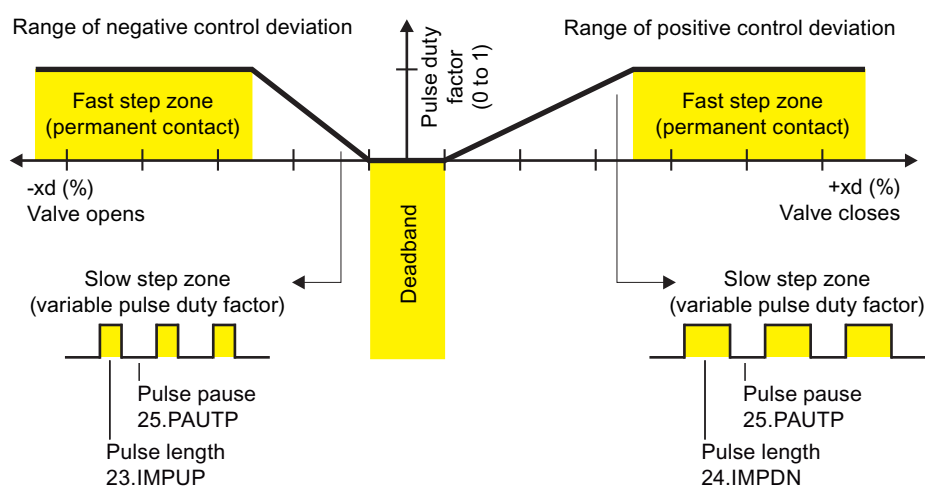 Range of negative control deviation
Range of positive control deviation
Pulse duty
factor
(0 to 1)
Fast step zone
(permanent contact)
Fast step zone
(permanent contact)
-xd (%)
Valve opens
+xd (%)
Valve closes
Deadband
Slow step zone
(variable pulse duty factor)
Slow step zone
(variable pulse duty factor)
Pulse pause
25.PAUTP
Pulse length
23.IMPUP
Pulse pause
25.PAUTP
Pulse length
24.IMPDN